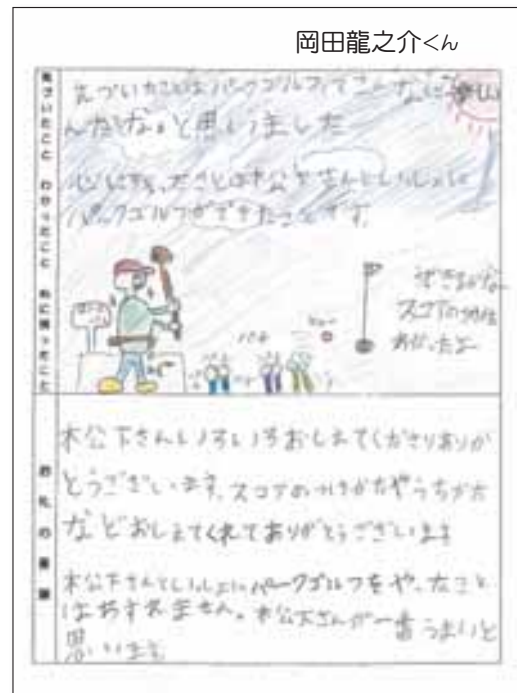 岡田龍之介くん
気づいたこと わかったこと 心に残ったこと
気づいたことはパークゴルフってこんなに楽しい
んだなぁと思いました
心にのこったことは木公下さんといっしょに
パークゴルフができたことです。
スコアの
木公下さんいろいろおしえてくださりありが
とうございます。スコアのつけかたやうちかた
などおしえてくれてありがとうございます
木公下さんといっしょにパークゴルフをやったこと
はわすれません。木公下さんが一番うまいと
思います
お礼の手紙